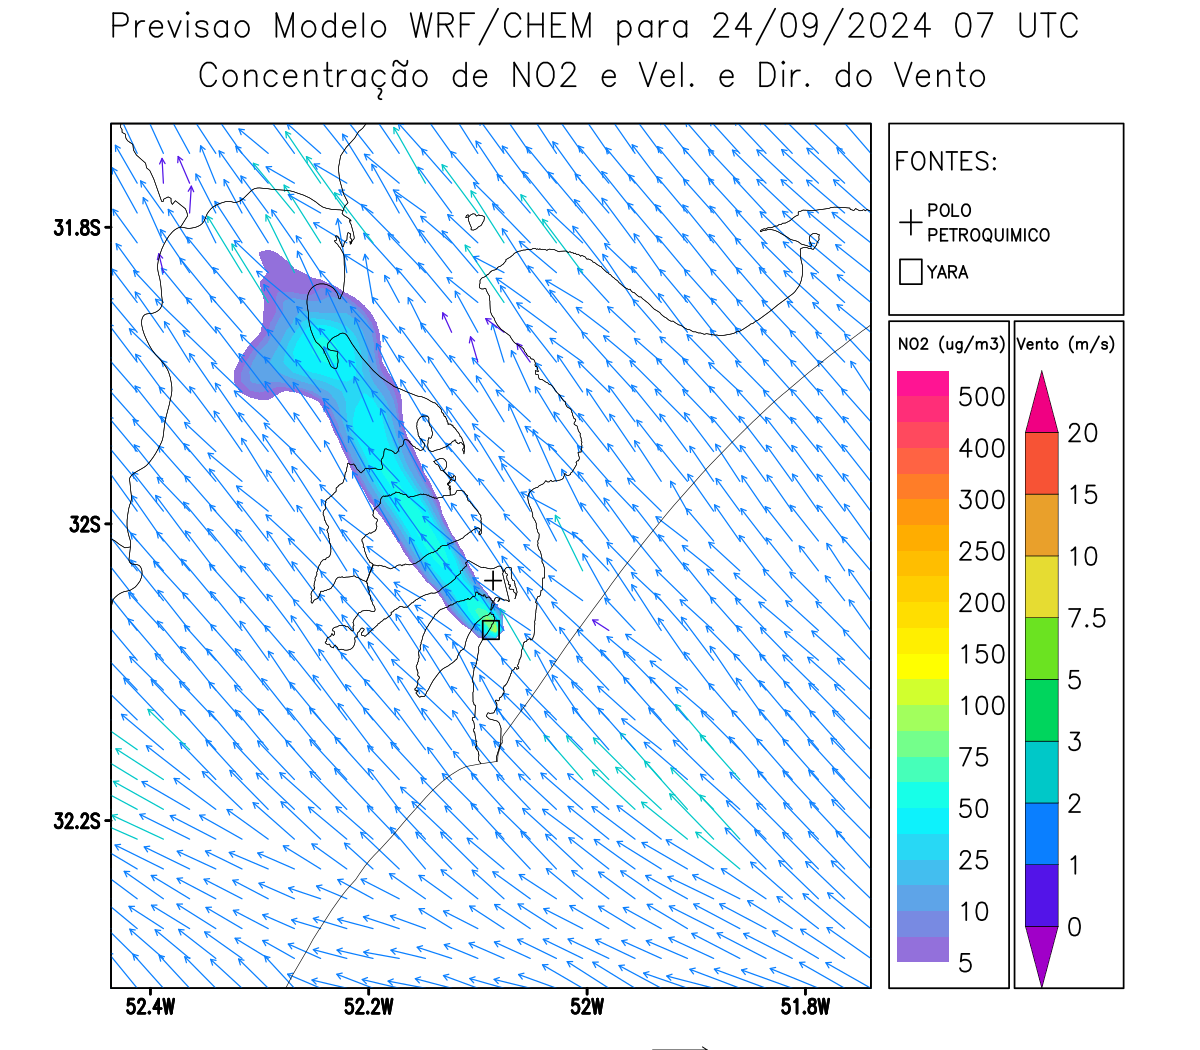 Previsao Modelo WRF/CHEM para 24/09/2024 07 UTC
Concentração de NO2 e Vel. e Dir. do Vento
FONTES:
POLO
PETROQUIMICO
YARA
NO2 (ug/m3)
500
400
300
250
200
150
100
75
50
25
10
5
Vento (m/s)
20
15
10
7.5
5
3
2
1
0
31.8S
32S
32.2S
52.4W
52.2W
52W
51.8W